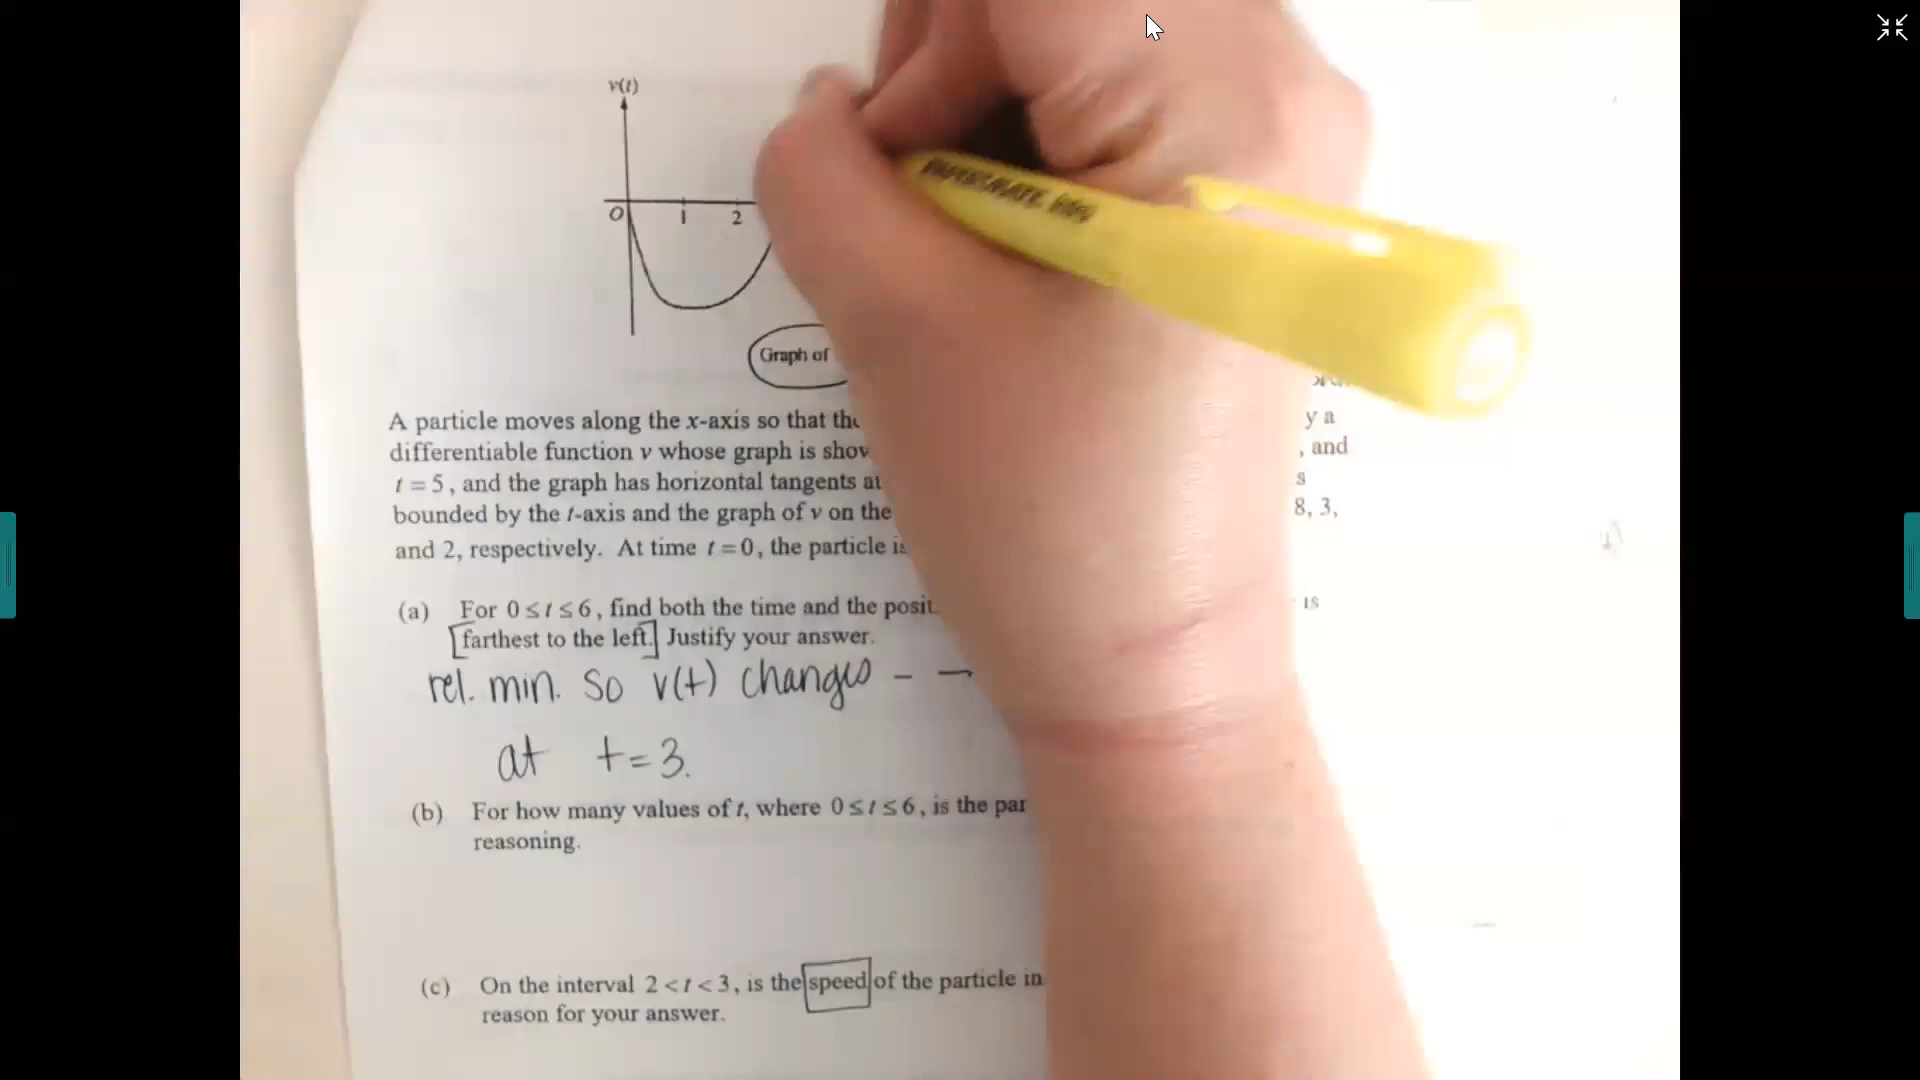 v(t)
O 1 2
Graph of
A particle moves along the x-axis so that
differentiable function v whose graph is
y a
, and
t = 5, and the graph has horizontal tangents
s
bounded by the t-axis and the graph of v on the
8, 3,
and 2, respectively. At time t = 0, the particle
(a) For 0 ≤ t ≤ 6, find both the time and the
is
farthest to the left. Justify your answer.
rel. min. so v(t) changes - —
at t = 3.
(b) For how many values of t, where 0 ≤ t ≤ 6, is the par
reasoning.
(c) On the interval 2 < t < 3, is the speed of the particle in
reason for your answer.